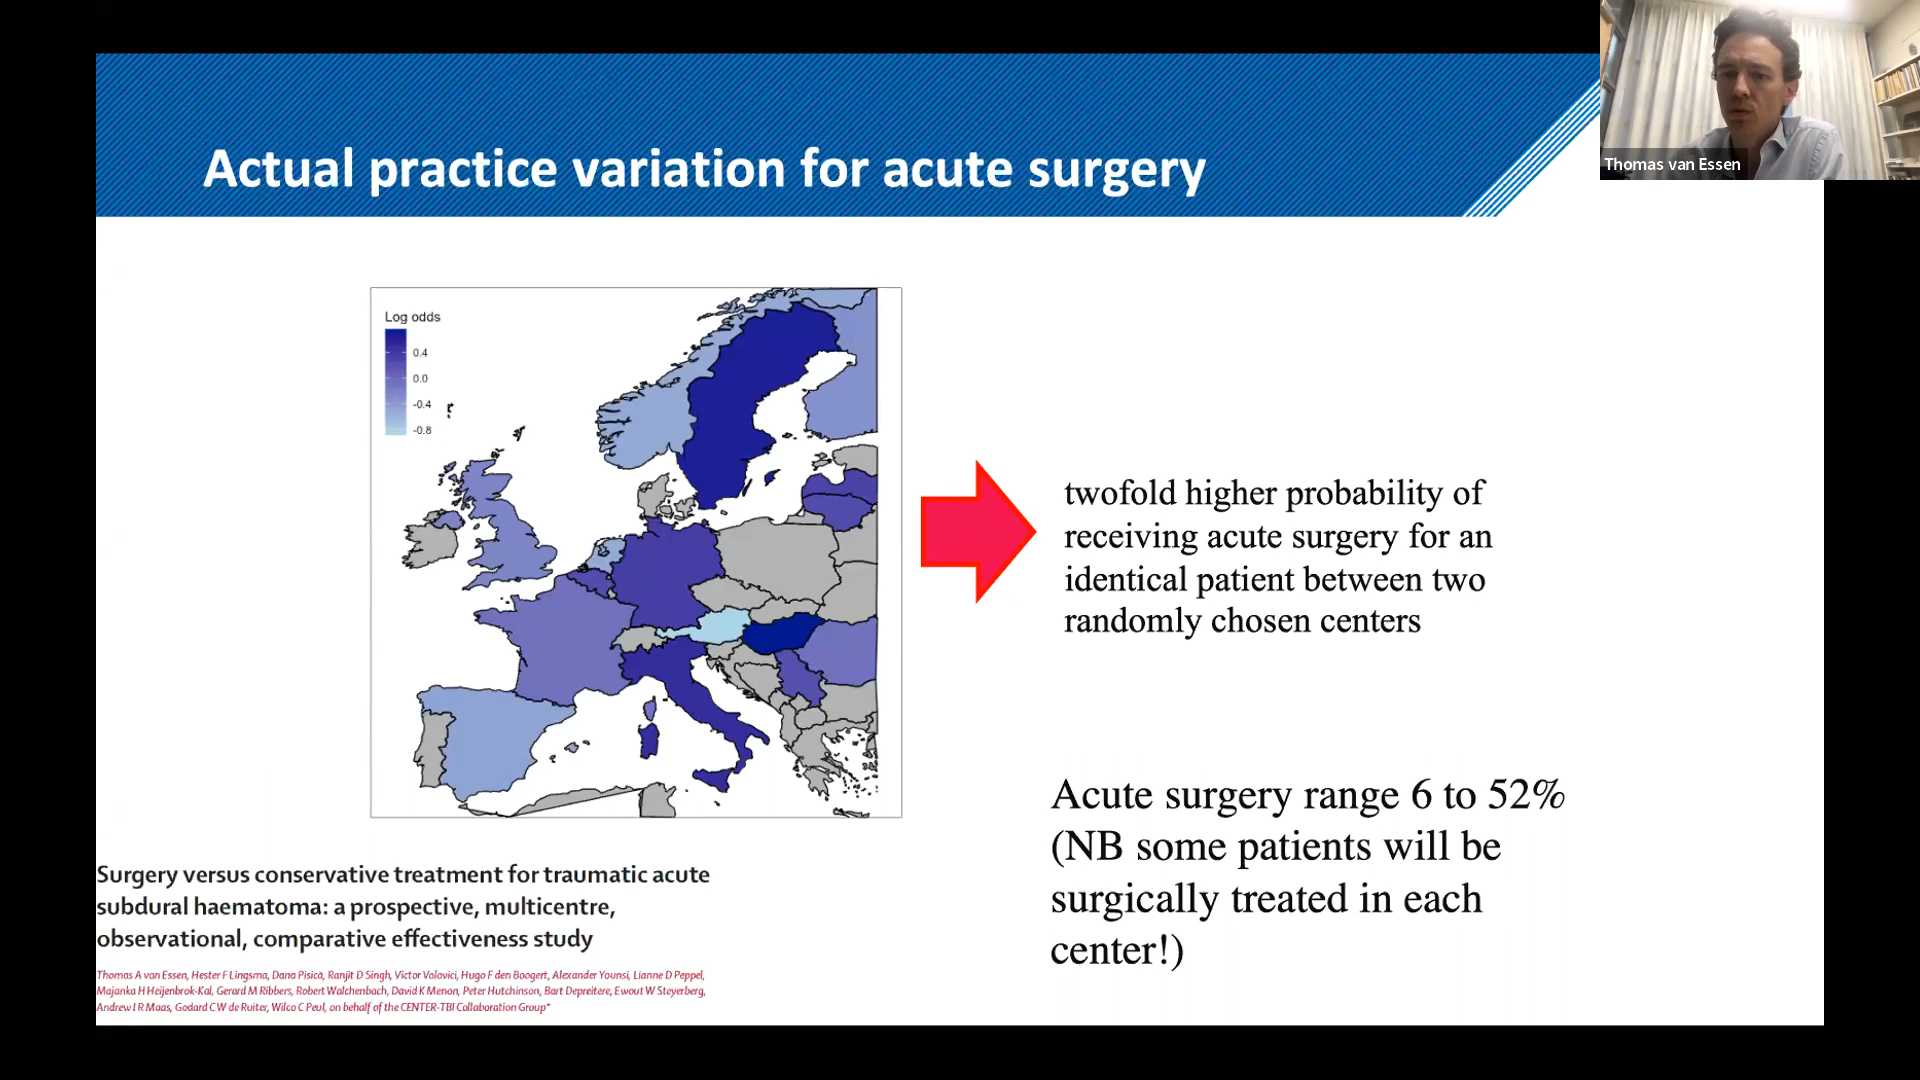 Actual practice variation for acute surgery
Thomas van Essen
Log odds
0.4
0.0
-0.4
-0.8
twofold higher probability of
receiving acute surgery for an
identical patient between two
randomly chosen centers
Acute surgery range 6 to 52%
(NB some patients will be
surgically treated in each
center!)
Surgery versus conservative treatment for traumatic acute
subdural haematoma: a prospective, multicentre,
observational, comparative effectiveness study
Thomas A van Essen, Hester F Lingsma, Dana Pisică, Ranjit D Singh, Victor Volovici, Hugo F den Boogert, Alexander Younsi, Lianne D Peppel,
Majanka H Heijenbrok-Kal, Gerard M Ribbers, Robert Walchenbach, David K Menon, Peter Hutchinson, Bart Depreitere, Ewout W Steyerberg,
Andrew I R Maas, Godard C W de Ruiter, Wilco C Peul, on behalf of the CENTER-TBI Collaboration Group*